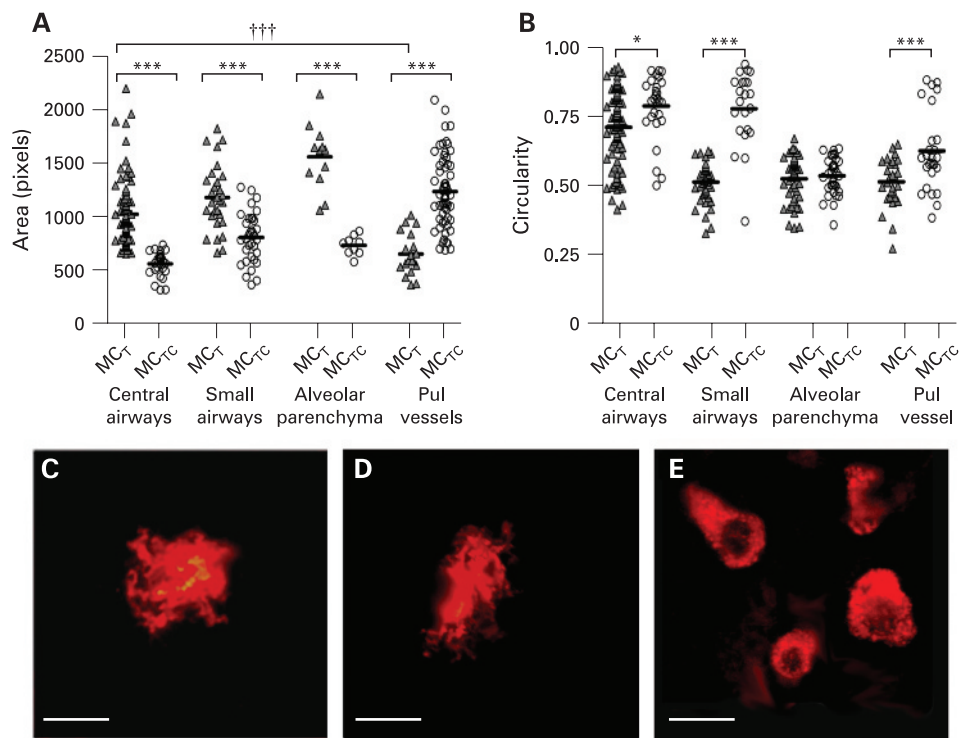 A
†††
*** *** *** ***
2500
2000
1500
1000
500
0
Area (pixels)
MCT MCTC MCT MCTC MCT MCTC MCT MCTC
Central airways
Small airways
Alveolar parenchyma
Pul vessels
B
* *** ***
1.00
0.75
0.50
0.25
0
Circularity
MCT MCTC MCT MCTC MCT MCTC MCT MCTC
Central airways
Small airways
Alveolar parenchyma
Pul vessel
C
D
E